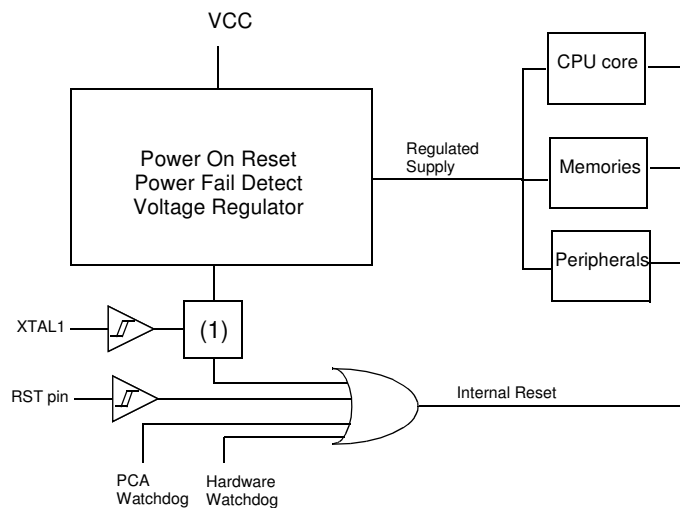 VCC
CPU core
Power On Reset
Power Fail Detect
Voltage Regulator
Regulated
Supply
Memories
Peripherals
XTAL1
(1)
RST pin
Internal Reset
PCA
Watchdog
Hardware
Watchdog